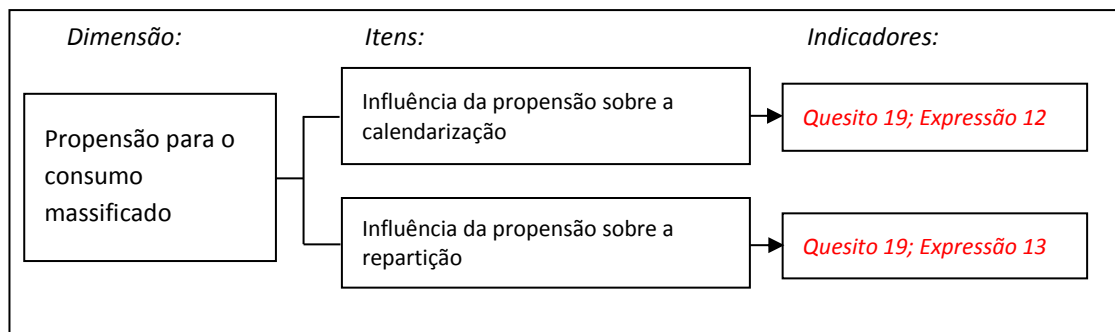 Dimensão:
Itens:
Indicadores:
Propensão para o
consumo
massificado
Influência da propensão sobre a
calendarização
Quesito 19; Expressão 12
Influência da propensão sobre a
repartição
Quesito 19; Expressão 13